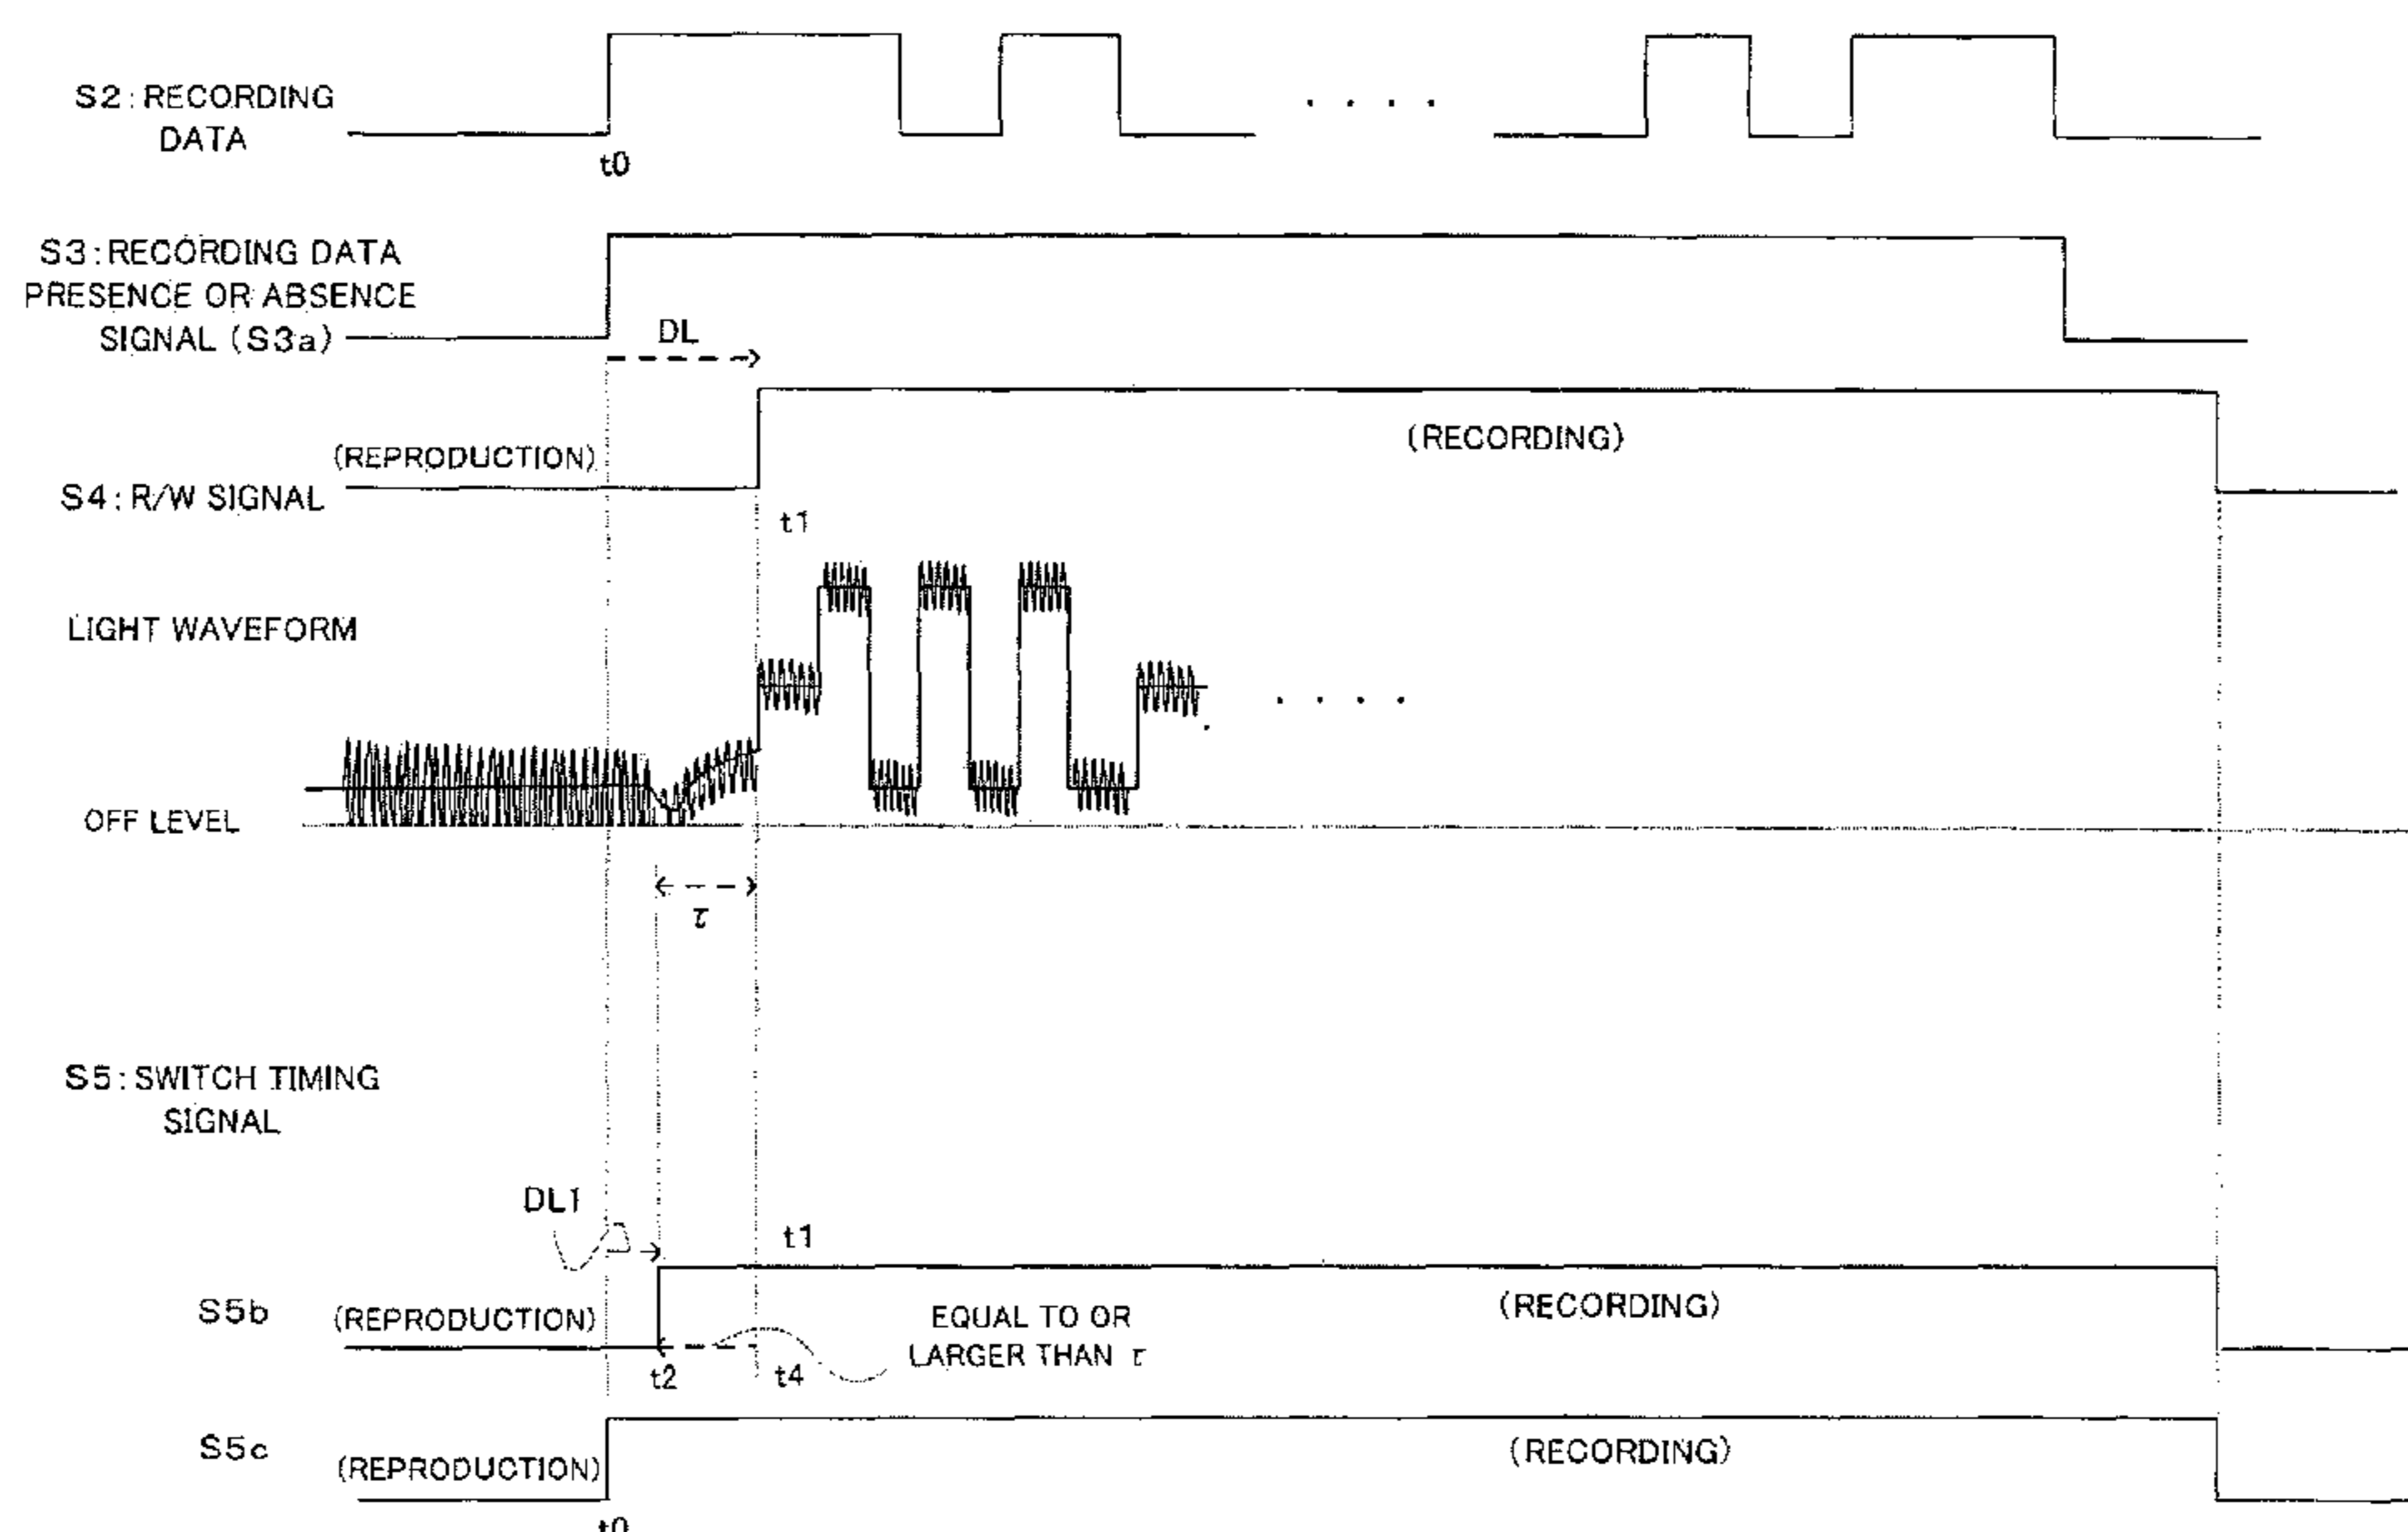 S2:RECORDING
DATA
t0
S3:RECORDING DATA
PRESENCE OR ABSENCE
SIGNAL (S3a)
DL
(REPRODUCTION)
(RECORDING)
S4:R/W SIGNAL
t1
LIGHT WAVEFORM
OFF LEVEL
τ
S5:SWITCH TIMING
SIGNAL
DL1
t1
S5b
(REPRODUCTION)
EQUAL TO OR
LARGER THAN τ
(RECORDING)
t2
t4
S5c
(REPRODUCTION)
(RECORDING)
t0